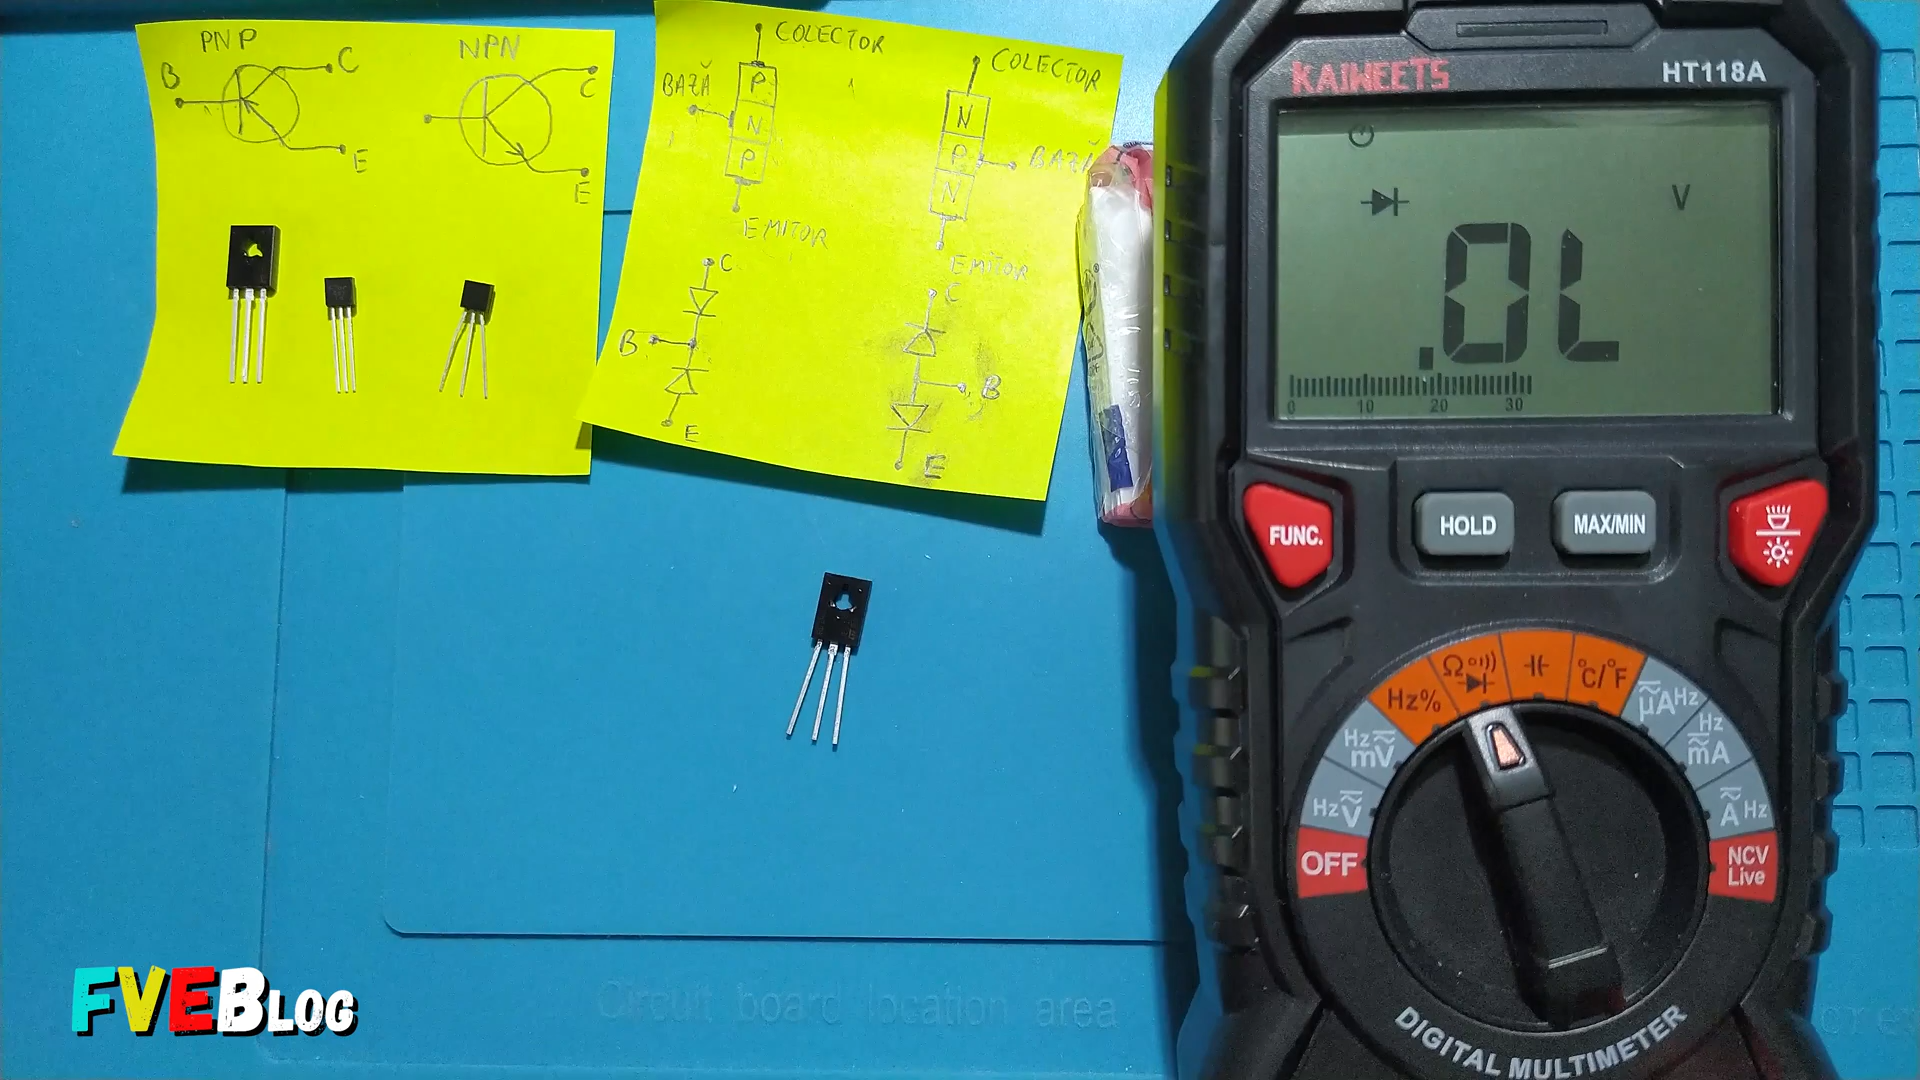 PNP
NPN
B
C
E
C
E
COLECTOR
BAZĂ
P
N
P
EMITOR
COLECTOR
N
P
BAZĂ
N
EMITOR
C
B
E
C
B
E
KAIWEETS
HT118A
V
.0L
0 10 20 30
FUNC.
HOLD
MAX/MIN
Hz%
Ω
°C/°F
Hz mV
μA Hz
Hz mA
Hz V
A Hz
OFF
NCV
Live
DIGITAL MULTIMETER
Circuit board location area
FVEBLOG